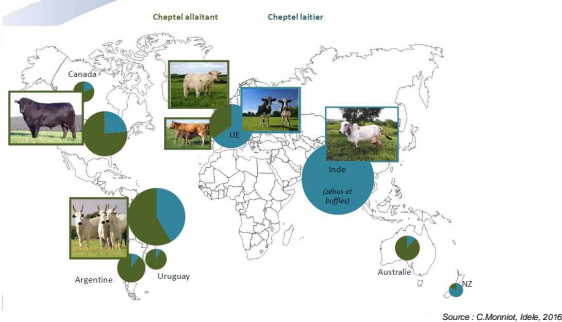 Cheptel allaitant Cheptel laitier
Canada
UE
Inde
(zébus et
buffles)
Argentine
Uruguay
Australie
NZ
Source : C.Monniot, Idele, 2016